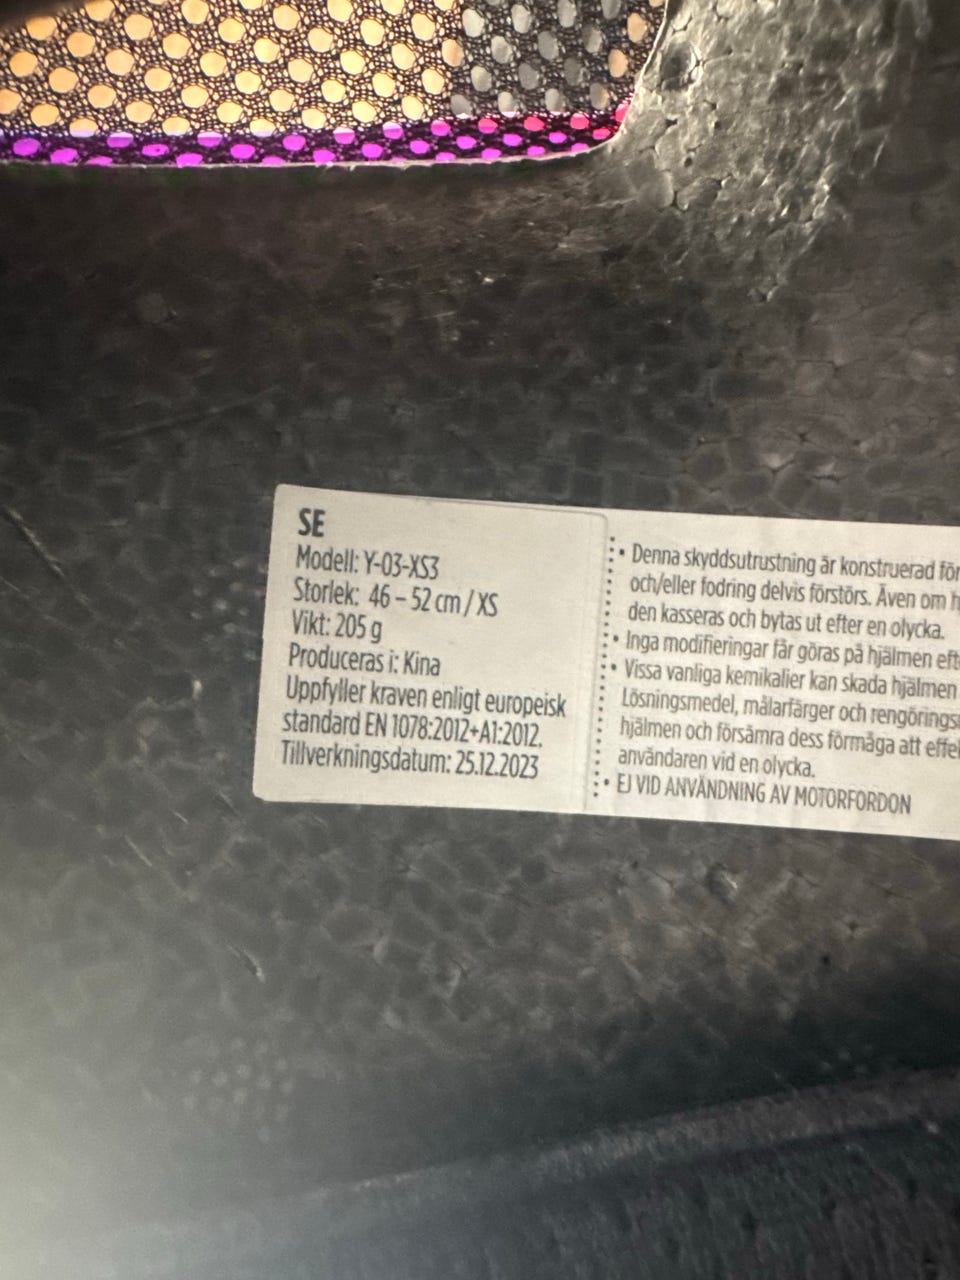 SE
Modell: Y-03-XS3
Storlek: 46 – 52 cm / XS
Vikt: 205 g
Produceras i: Kina
Uppfyller kraven enligt europeisk
standard EN 1078:2012+A1:2012.
Tillverkningsdatum: 25.12.2023
• Denna skyddsutrustning är konstruerad för
och/eller fodring delvis förstörs. Även om h
den kasseras och bytas ut efter en olycka.
• Inga modifieringar får göras på hjälmen eft
• Vissa vanliga kemikalier kan skada hjälmen
Lösningsmedel, målarfärger och rengörings
hjälmen och försämra dess förmåga att effe
användaren vid en olycka.
• EJ VID ANVÄNDNING AV MOTORFORDON